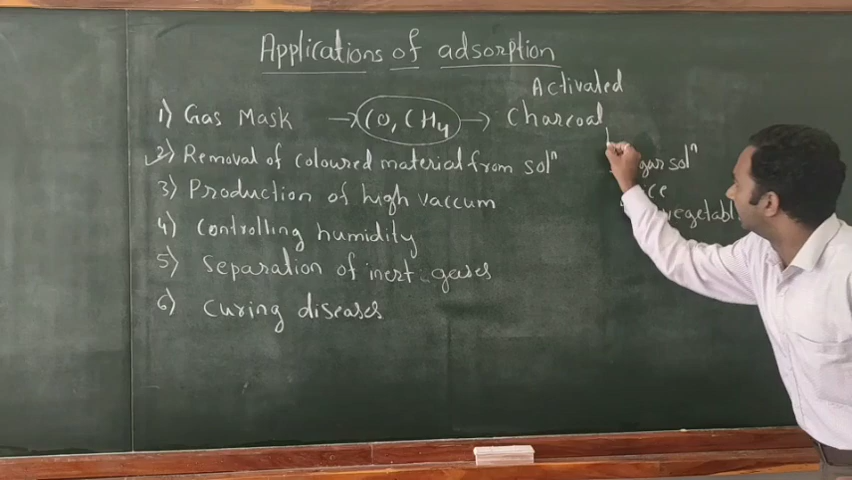 Applications of adsorption
Activated
1) Gas Mask → CO, CH4 → Charcoal
2) Removal of coloured material from solⁿ
solⁿ
3) Production of high vaccum
4) Controlling humidity
5) Separation of inert gases
6) Curing diseases